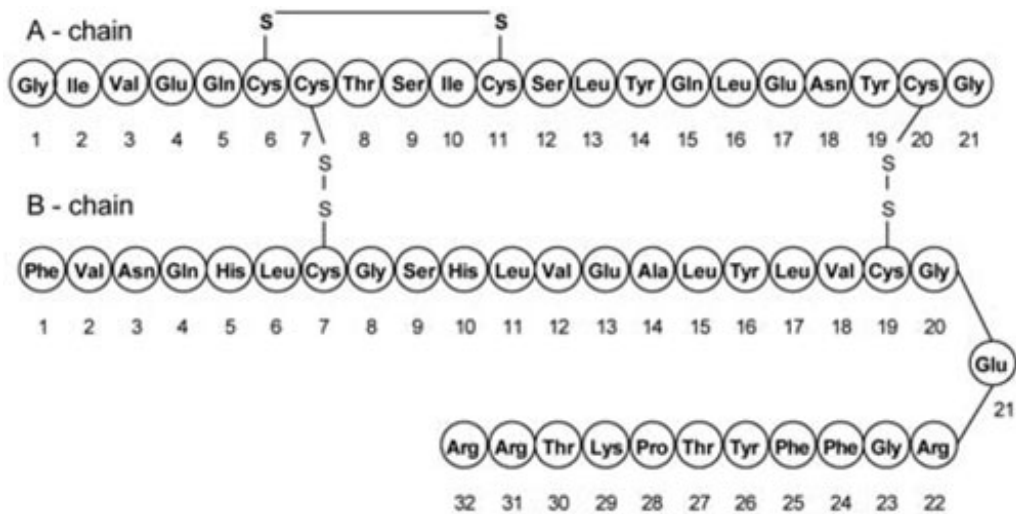 S S
A - chain
Gly Ile Val Glu Gln Cys Cys Thr Ser Ile Cys Ser Leu Tyr Gln Leu Glu Asn Tyr Cys Gly
1 2 3 4 5 6 7 8 9 10 11 12 13 14 15 16 17 18 19 20 21
S S
S S
B - chain
Phe Val Asn Gln His Leu Cys Gly Ser His Leu Val Glu Ala Leu Tyr Leu Val Cys Gly
1 2 3 4 5 6 7 8 9 10 11 12 13 14 15 16 17 18 19 20
Glu
21
Arg Arg Thr Lys Pro Thr Tyr Phe Phe Gly Arg
32 31 30 29 28 27 26 25 24 23 22